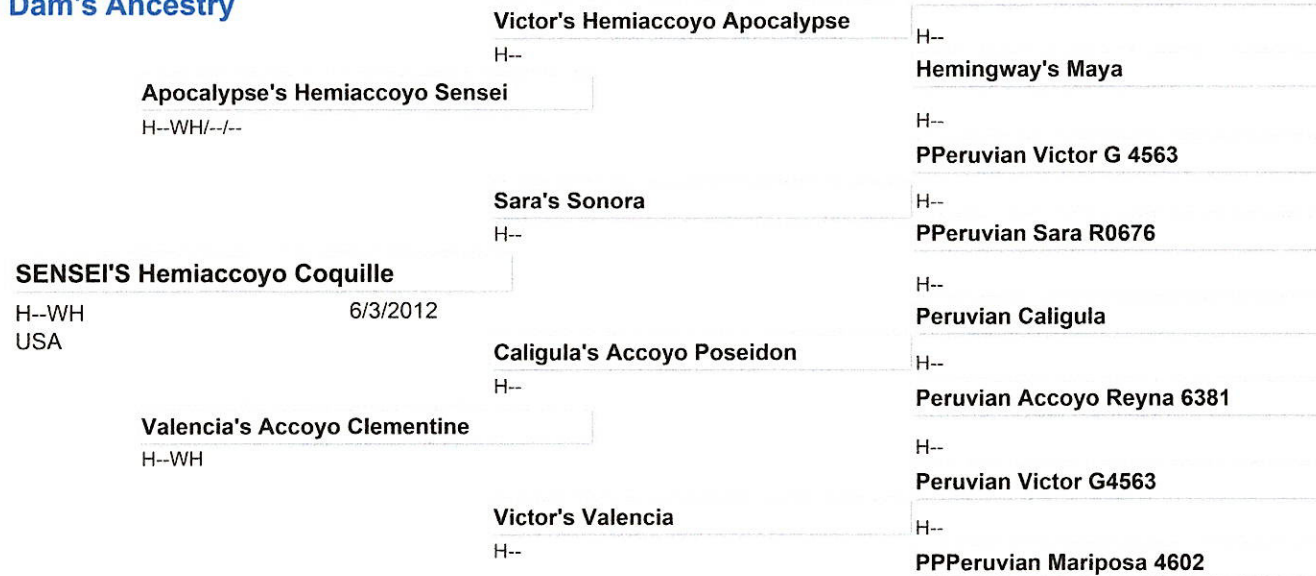 Dam's Ancestry
Victor's Hemiaccoyo Apocalypse
H--
H--
Hemingway's Maya
Apocalypse's Hemiaccoyo Sensei
H--WH/--/--
H--
PPeruvian Victor G 4563
Sara's Sonora
H--
H--
PPeruvian Sara R0676
SENSEI'S Hemiaccoyo Coquille
H--WH 6/3/2012
USA
H--
Peruvian Caligula
Caligula's Accoyo Poseidon
H--
H--
Peruvian Accoyo Reyna 6381
Valencia's Accoyo Clementine
H--WH
H--
Peruvian Victor G4563
Victor's Valencia
H--
H--
PPPeruvian Mariposa 4602